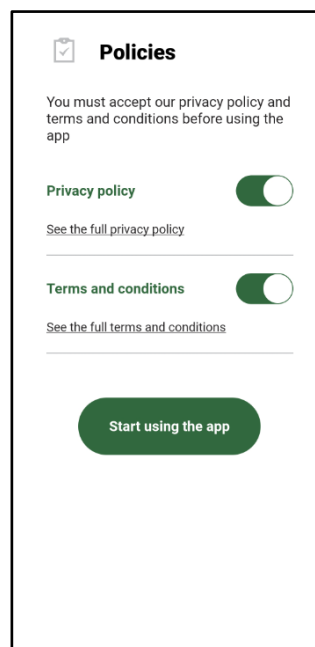 Policies
You must accept our privacy policy and
terms and conditions before using the
app
Privacy policy
See the full privacy policy
Terms and conditions
See the full terms and conditions
Start using the app